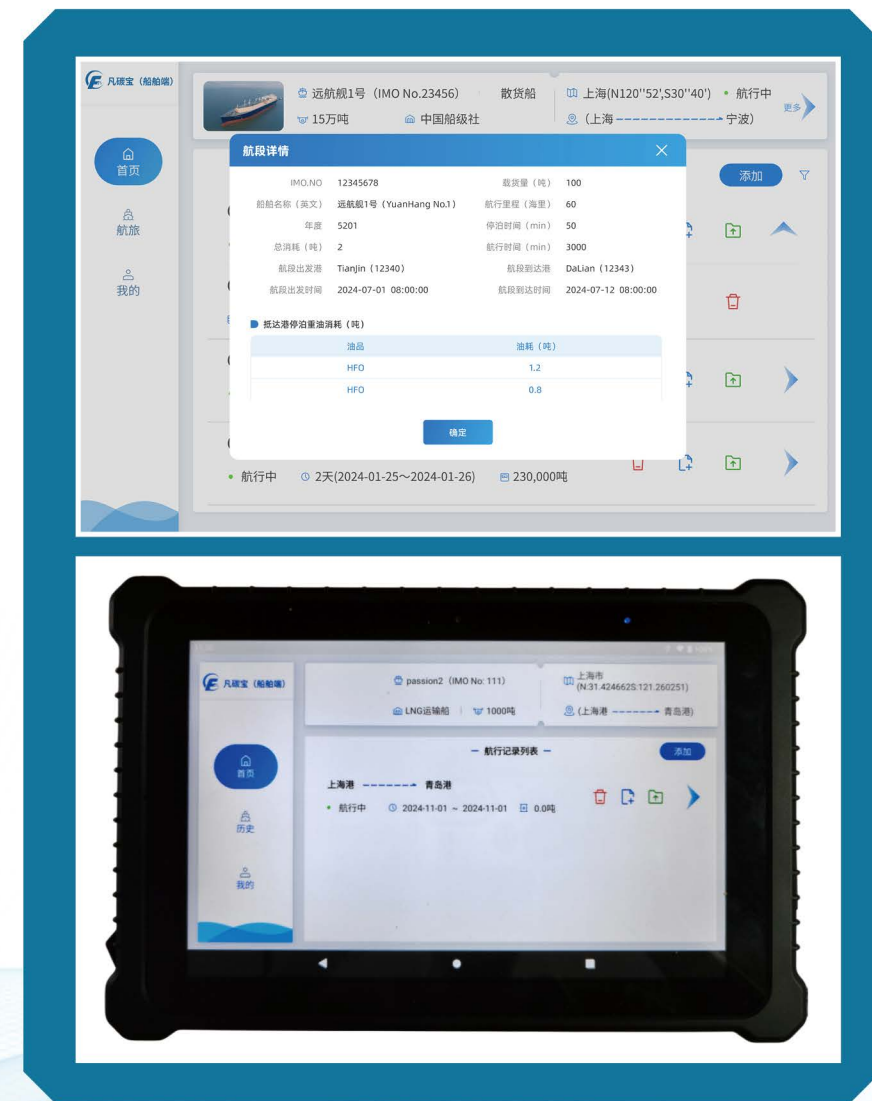 凡碳宝（船舶端）
远航舰1号（IMO No.23456）
散货船
上海(N120''52',S30''40')
航行中
15万吨
中国船级社
（上海
宁波）
更多
首页
航旅
我的
添加
航段详情
IMO.NO 12345678
载货量（吨） 100
船舶名称（英文） 远航舰1号（YuanHang No.1）
航行里程（海里） 60
年度 5201
停泊时间（min） 50
总消耗（吨） 2
航行时间（min） 3000
航段出发港 TianJin（12340）
航段到达港 DaLian（12343）
航段出发时间 2024-07-01 08:00:00
航段到达时间 2024-07-12 08:00:00
抵达港停泊重油消耗（吨）
油品 油耗（吨）
HFO 1.2
HFO 0.8
确定
航行中 2天(2024-01-25～2024-01-26) 230,000吨
凡碳宝（船舶端）
passion2（IMO No: 111）
上海市
(N:31.424662S:121.260251)
LNG运输船
1000吨
(上海港
青岛港)
首页
历史
我的
航行记录列表
添加
上海港
青岛港
航行中 2024-11-01 ~ 2024-11-01 0.0吨